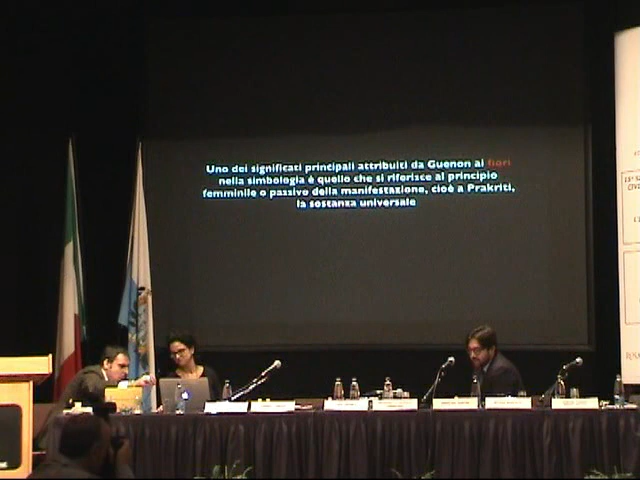 Uno dei significati principali attribuiti da Guenon ai fiori
nella simbologia è quello che si riferisce al principio
femminile o passivo della manifestazione, cioè a Prakriti,
la sostanza universale